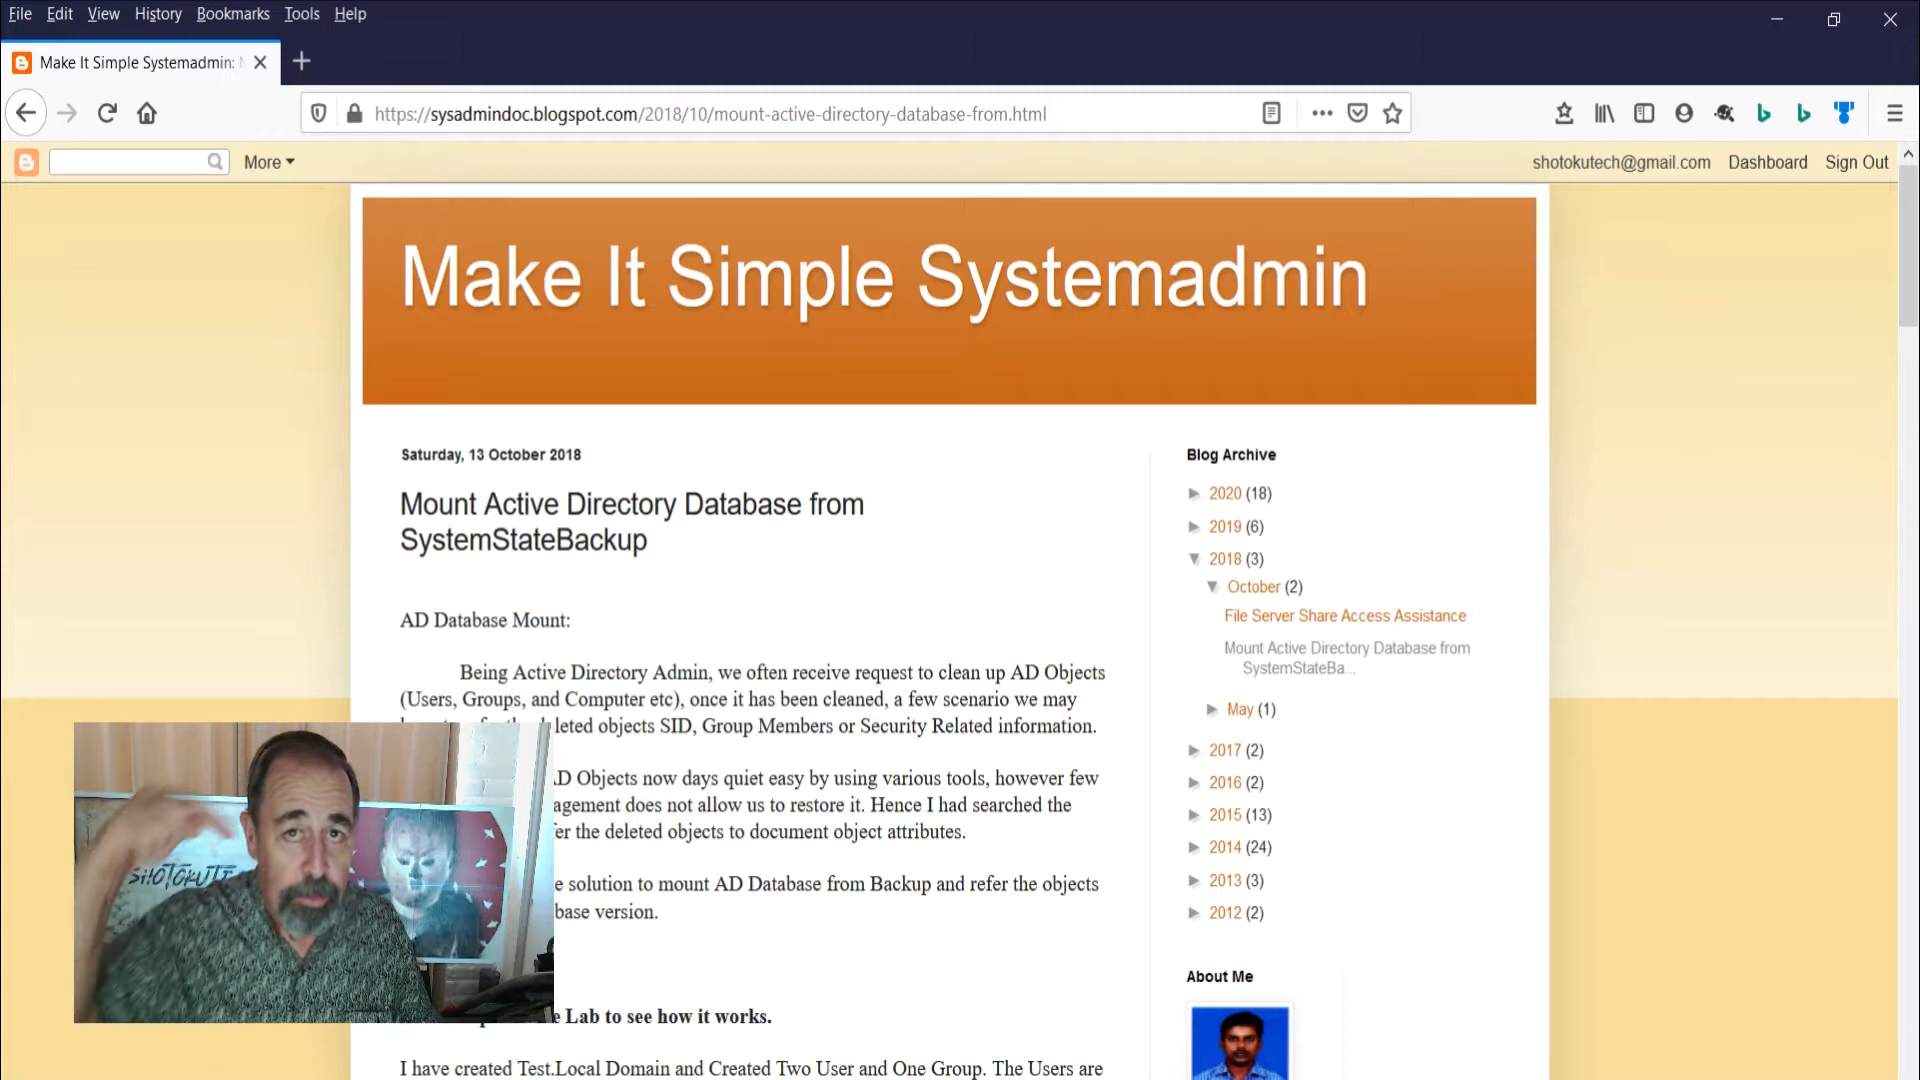 File Edit View History Bookmarks Tools Help
Make It Simple Systemadmin:
https://sysadmindoc.blogspot.com/2018/10/mount-active-directory-database-from.html
More
shotokutech@gmail.com Dashboard Sign Out
Make It Simple Systemadmin
Saturday, 13 October 2018
Mount Active Directory Database from
SystemStateBackup
AD Database Mount:
Being Active Directory Admin, we often receive request to clean up AD Objects
(Users, Groups, and Computer etc), once it has been cleaned, a few scenario we may
leted objects SID, Group Members or Security Related information.
AD Objects now days quiet easy by using various tools, however few
agement does not allow us to restore it. Hence I had searched the
fer the deleted objects to document object attributes.
e solution to mount AD Database from Backup and refer the objects
base version.
e Lab to see how it works.
I have created Test.Local Domain and Created Two User and One Group. The Users are
Blog Archive
► 2020 (18)
► 2019 (6)
▼ 2018 (3)
▼ October (2)
File Server Share Access Assistance
Mount Active Directory Database from
SystemStateBa...
► May (1)
► 2017 (2)
► 2016 (2)
► 2015 (13)
► 2014 (24)
► 2013 (3)
► 2012 (2)
About Me
SHOTOKUTE